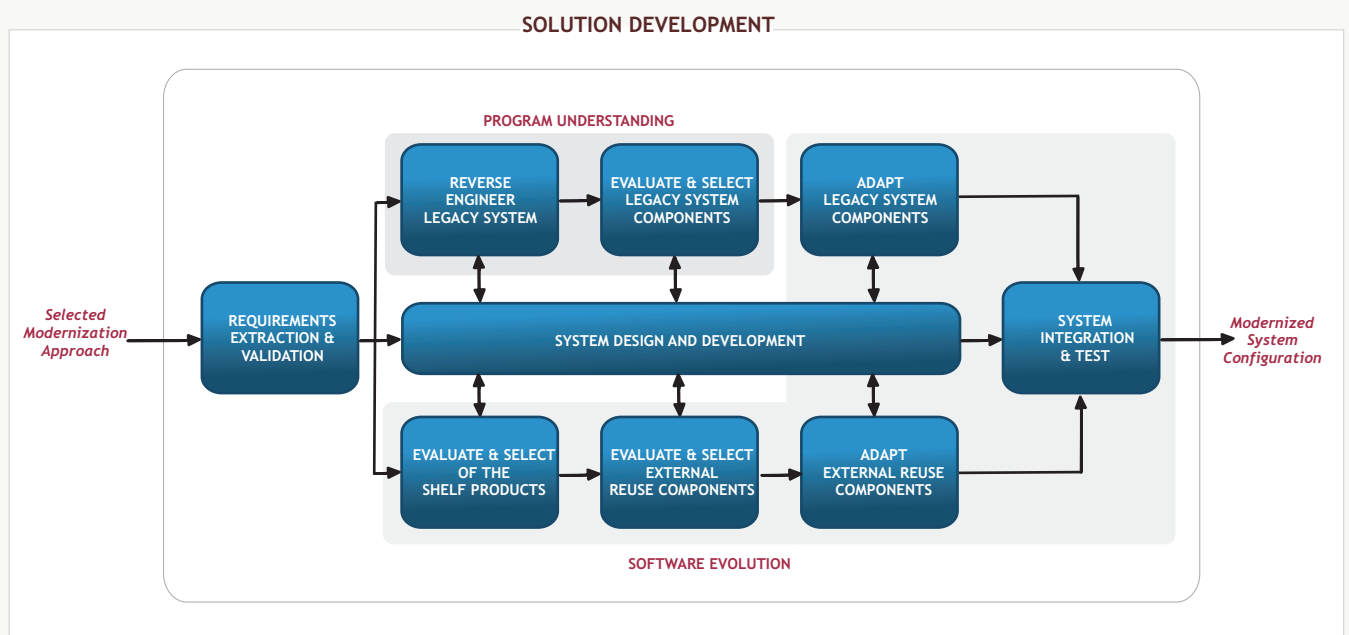 SOLUTION DEVELOPMENT
PROGRAM UNDERSTANDING
REVERSE
ENGINEER
LEGACY SYSTEM
EVALUATE & SELECT
LEGACY SYSTEM
COMPONENTS
ADAPT
LEGACY SYSTEM
COMPONENTS
Selected
Modernization
Approach
REQUIREMENTS
EXTRACTION &
VALIDATION
SYSTEM DESIGN AND DEVELOPMENT
SYSTEM
INTEGRATION
& TEST
Modernized
System
Configuration
EVALUATE & SELECT
OF THE
SHELF PRODUCTS
EVALUATE & SELECT
EXTERNAL
REUSE COMPONENTS
ADAPT
EXTERNAL REUSE
COMPONENTS
SOFTWARE EVOLUTION